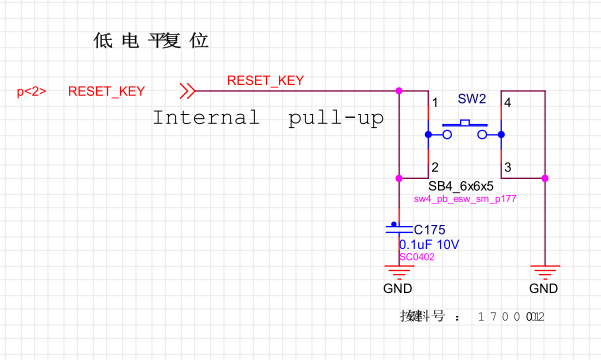 低电平复位
p<2> RESET_KEY RESET_KEY
Internal pull-up
1 SW2 4
2 3
SB4_6x6x5
sw4_pb_esw_sm_p177
C175
0.1uF 10V
SC0402
GND GND
按键料号：